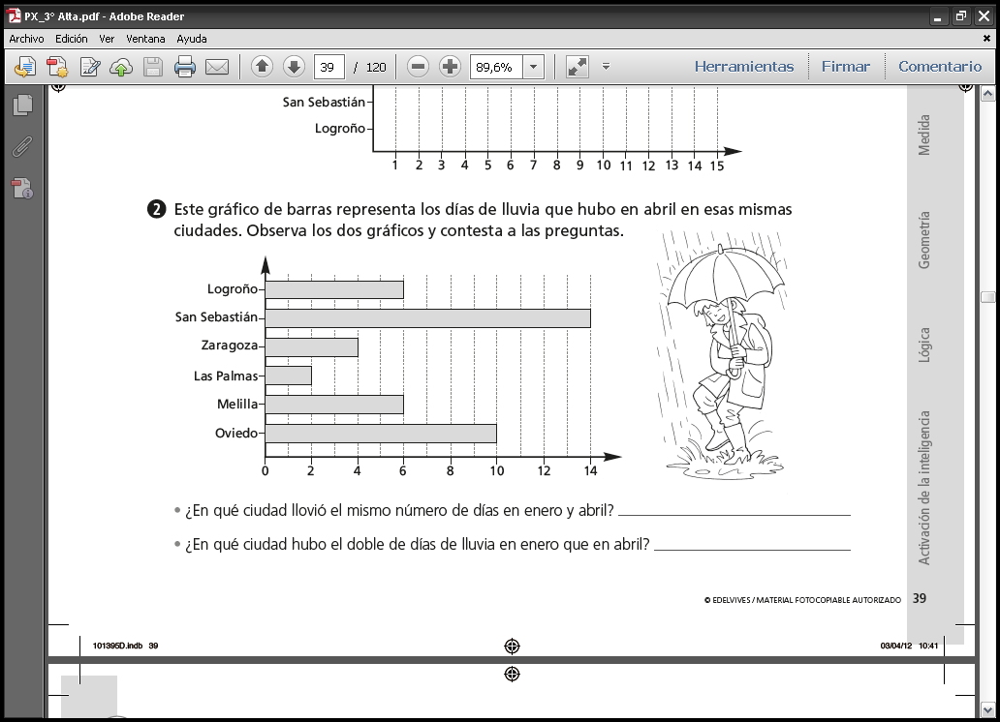 PX_3º Alta.pdf - Adobe Reader
Archivo Edición Ver Ventana Ayuda
39 / 120 89,6% Herramientas Firmar Comentario
San Sebastián
Logroño
1 2 3 4 5 6 7 8 9 10 11 12 13 14 15
2 Este gráfico de barras representa los días de lluvia que hubo en abril en esas mismas
ciudades. Observa los dos gráficos y contesta a las preguntas.
Logroño
San Sebastián
Zaragoza
Las Palmas
Melilla
Oviedo
0 2 4 6 8 10 12 14
• ¿En qué ciudad llovió el mismo número de días en enero y abril?
• ¿En qué ciudad hubo el doble de días de lluvia en enero que en abril?
Medida
Geometría
Lógica
Activación de la inteligencia
© EDELVIVES / MATERIAL FOTOCOPIABLE AUTORIZADO 39
101395D.indb 39 03/04/12 10:41